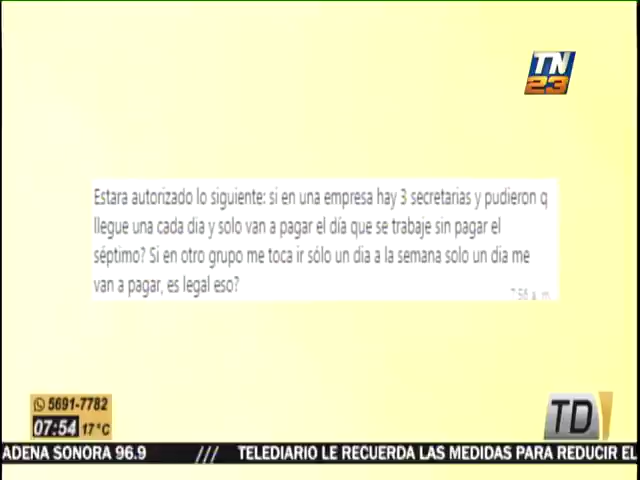 TN
23
Estara autorizado lo siguiente: si en una empresa hay 3 secretarias y pudieron q
llegue una cada dia y solo van a pagar el día que se trabaje sin pagar el
séptimo? Si en otro grupo me toca ir sólo un dia a la semana solo un dia me
van a pagar, es legal eso?
7:56 a. m.
5691-7782
07:54 17°C
TD
ADENA SONORA 96.9 /// TELEDIARIO LE RECUERDA LAS MEDIDAS PARA REDUCIR EL